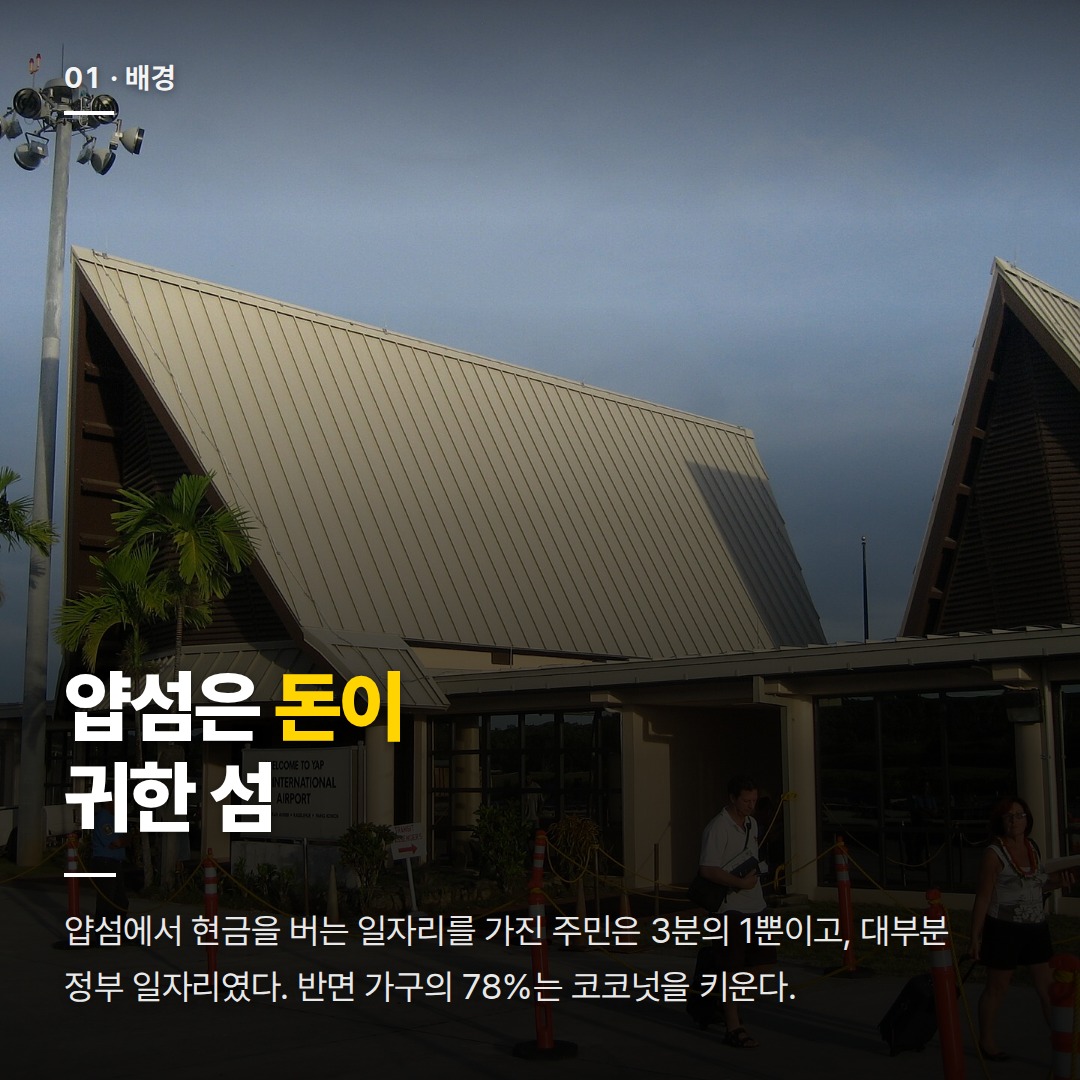 01 · 배경
얍섬은 돈이
귀한 섬
WELCOME TO YAP
INTERNATIONAL
AIRPORT
얍섬에서 현금을 버는 일자리를 가진 주민은 3분의 1뿐이고, 대부분
정부 일자리였다. 반면 가구의 78%는 코코넛을 키운다.